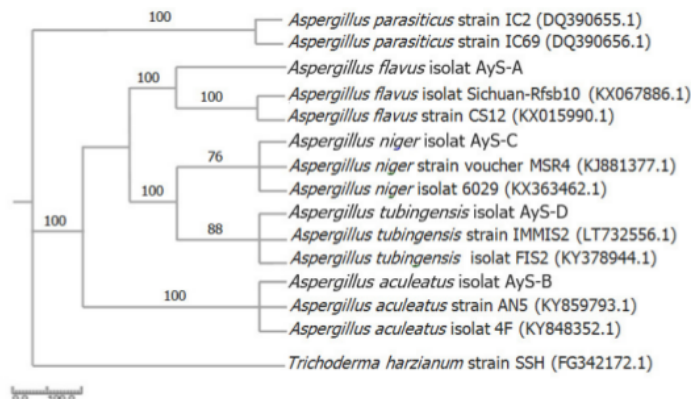 100
Aspergillus parasiticus strain IC2 (DQ390655.1)
Aspergillus parasiticus strain IC69 (DQ390656.1)
100
Aspergillus flavus isolat AyS-A
100
Aspergillus flavus isolat Sichuan-Rfsb10 (KX067886.1)
Aspergillus flavus strain CS12 (KX015990.1)
Aspergillus niger isolat AyS-C
76
Aspergillus niger strain voucher MSR4 (KJ881377.1)
Aspergillus niger isolat 6029 (KX363462.1)
100
Aspergillus tubingensis isolat AyS-D
100
88
Aspergillus tubingensis strain IMMIS2 (LT732556.1)
Aspergillus tubingensis isolat FIS2 (KY378944.1)
Aspergillus aculeatus isolat AyS-B
100
Aspergillus aculeatus strain AN5 (KY859793.1)
Aspergillus aculeatus isolat 4F (KY848352.1)
Trichoderma harzianum strain SSH (FG342172.1)